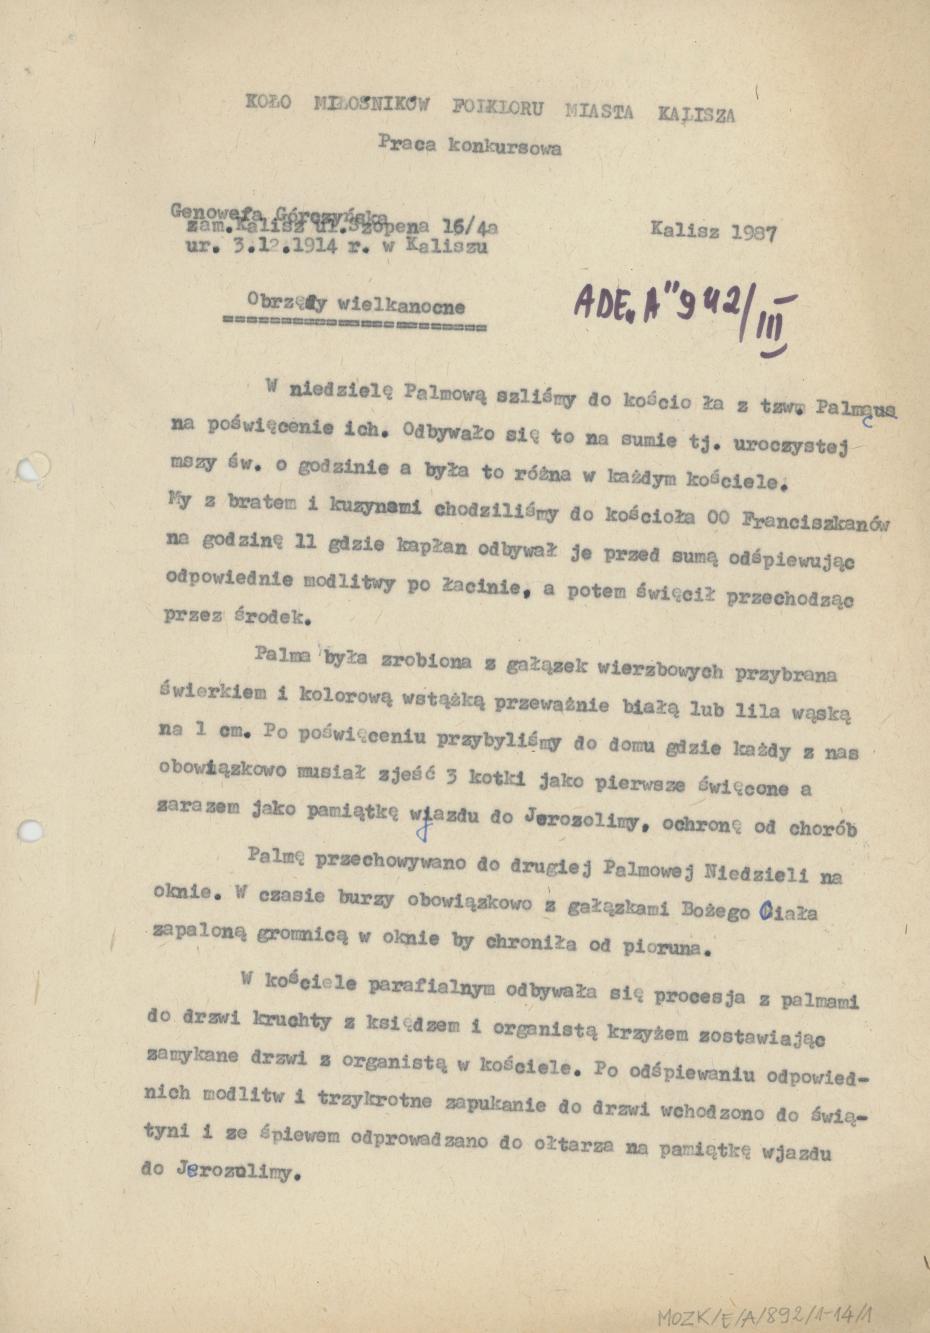 KOŁO MIŁOSNIKÓW FOLKLORU MIASTA KALISZA
Praca konkursowa
Genowefa Górczyńska
zam.Kalisz ul.Szopena 16/4a
Kalisz 1987
ur. 3.12.1914 r. w Kaliszu
Obrzędy wielkanocne
ADE „A" 942/III
W niedzielę Palmową szliśmy do kościo ła z tzw. Palmą
na poświęcenie ich. Odbywało się to na sumie tj. uroczystej
mszy św. o godzinie a była to różna w każdym kościele.
My z bratem i kuzynami chodziliśmy do kościoła OO Franciszkanów
na godzinę 11 gdzie kapłan odbywał je przed sumą odśpiewując
odpowiednie modlitwy po łacinie, a potem święcił przechodząc
przez środek.
Palma była zrobiona z gałązek wierzbowych przybrana
świerkiem i kolorową wstążką przeważnie białą lub lila wąską
na 1 cm. Po poświęceniu przybyliśmy do domu gdzie każdy z nas
obowiązkowo musiał zjeść 3 kotki jako pierwsze święcone a
zarazem jako pamiątkę wjazdu do Jerozolimy, ochronę od chorób
Palmę przechowywano do drugiej Palmowej Niedzieli na
oknie. W czasie burzy obowiązkowo z gałązkami Bożego Ciała
zapaloną gromnicą w oknie by chroniła od pioruna.
W kościele parafialnym odbywała się procesja z palmami
do drzwi kruchty z księdzem i organistą krzyżem zostawiając
zamykane drzwi z organistą w kościele. Po odśpiewaniu odpowied-
nich modlitw i trzykrotne zapukanie do drzwi wchodzono do świą-
tyni i ze śpiewem odprowadzano do ołtarza na pamiątkę wjazdu
do Jerozulimy.
MOZK/E/A/892/1-14/1